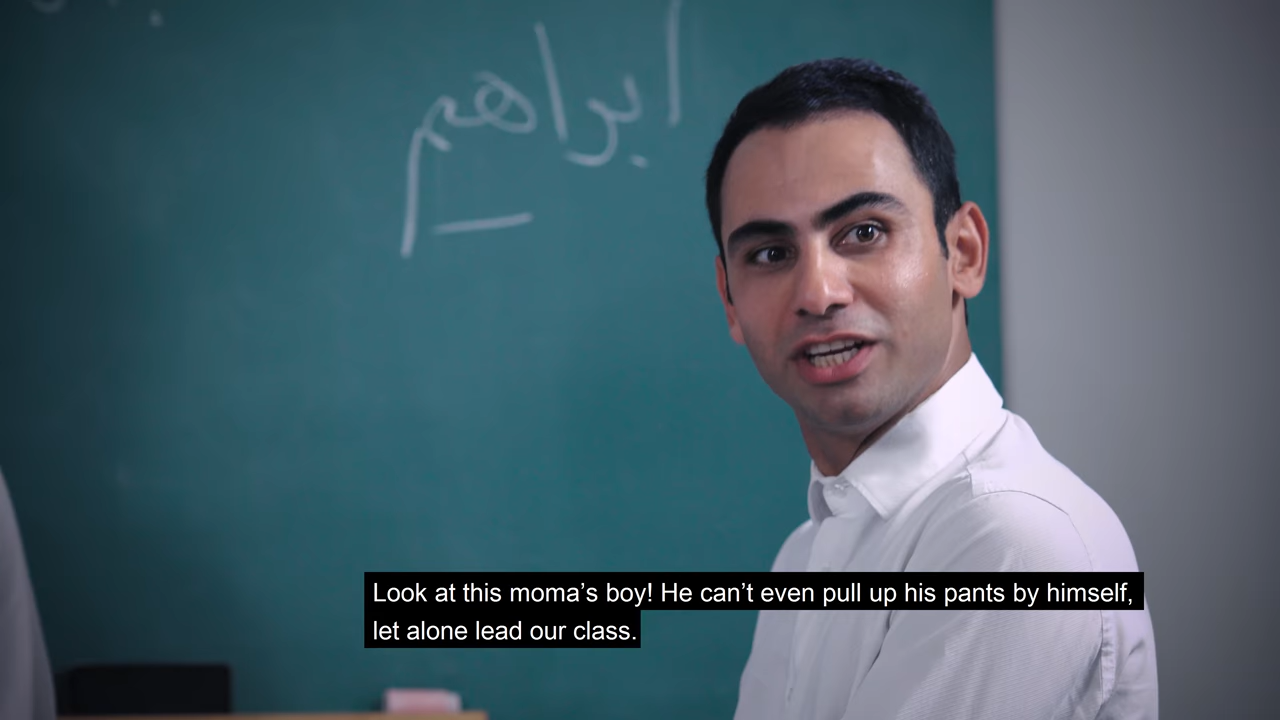 ابراهم
Look at this moma's boy! He can't even pull up his pants by himself,
let alone lead our class.